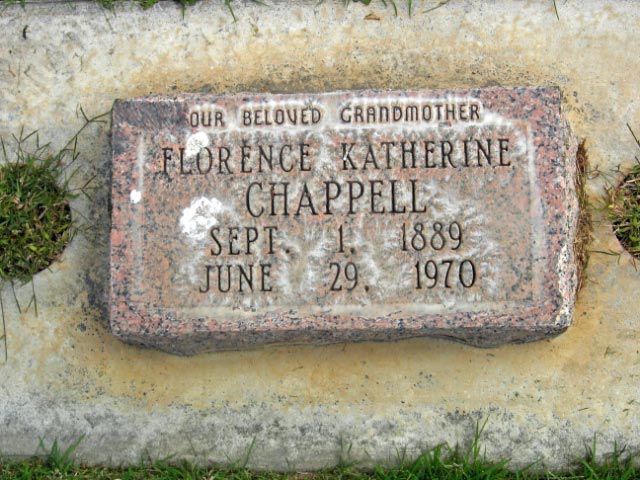 OUR BELOVED GRANDMOTHER
FLORENCE KATHERINE
CHAPPELL
SEPT. 1. 1889
JUNE 29. 1970